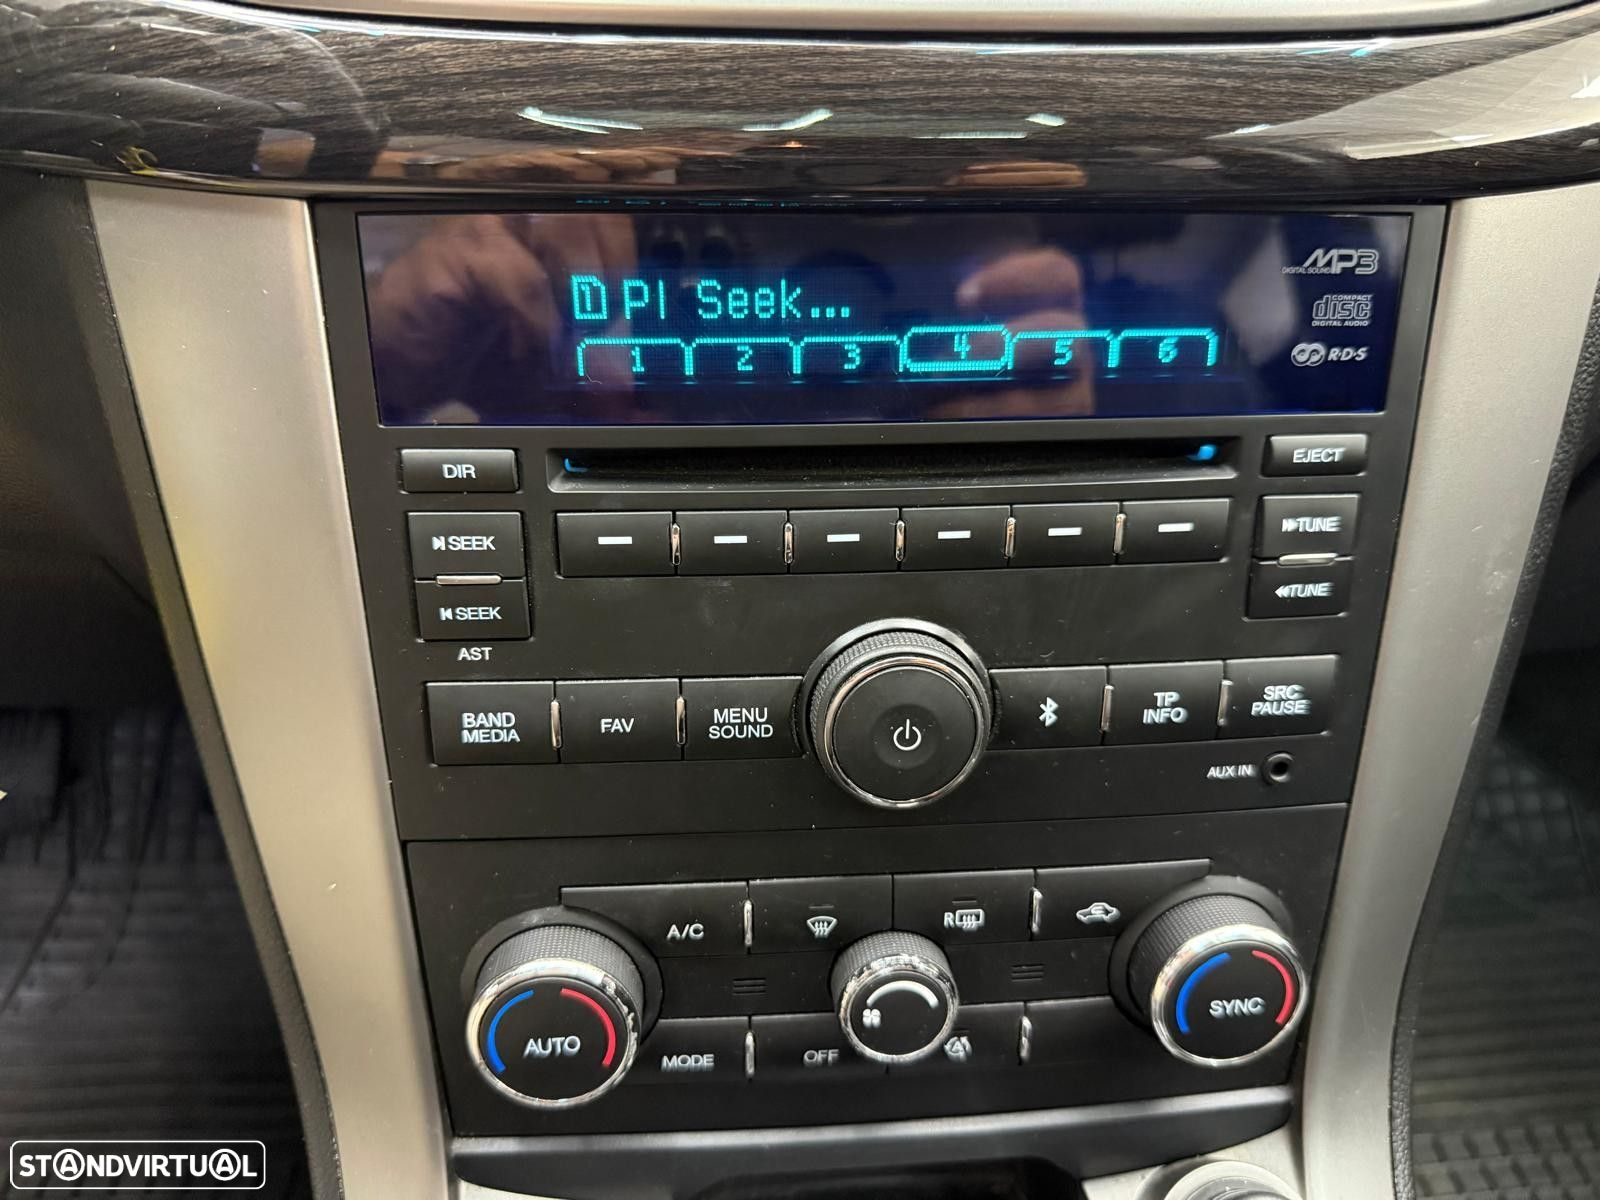 1 PI Seek...
1 2 3 4 5 6
MP3
DIGITAL SOUND
COMPACT
disc
DIGITAL AUDIO
R·D·S
DIR
EJECT
SEEK
TUNE
SEEK
TUNE
AST
BAND
MEDIA
FAV
MENU
SOUND
TP
INFO
SRC
PAUSE
AUX IN
A/C
R
AUTO
SYNC
MODE
OFF
A
STANDVIRTUAL